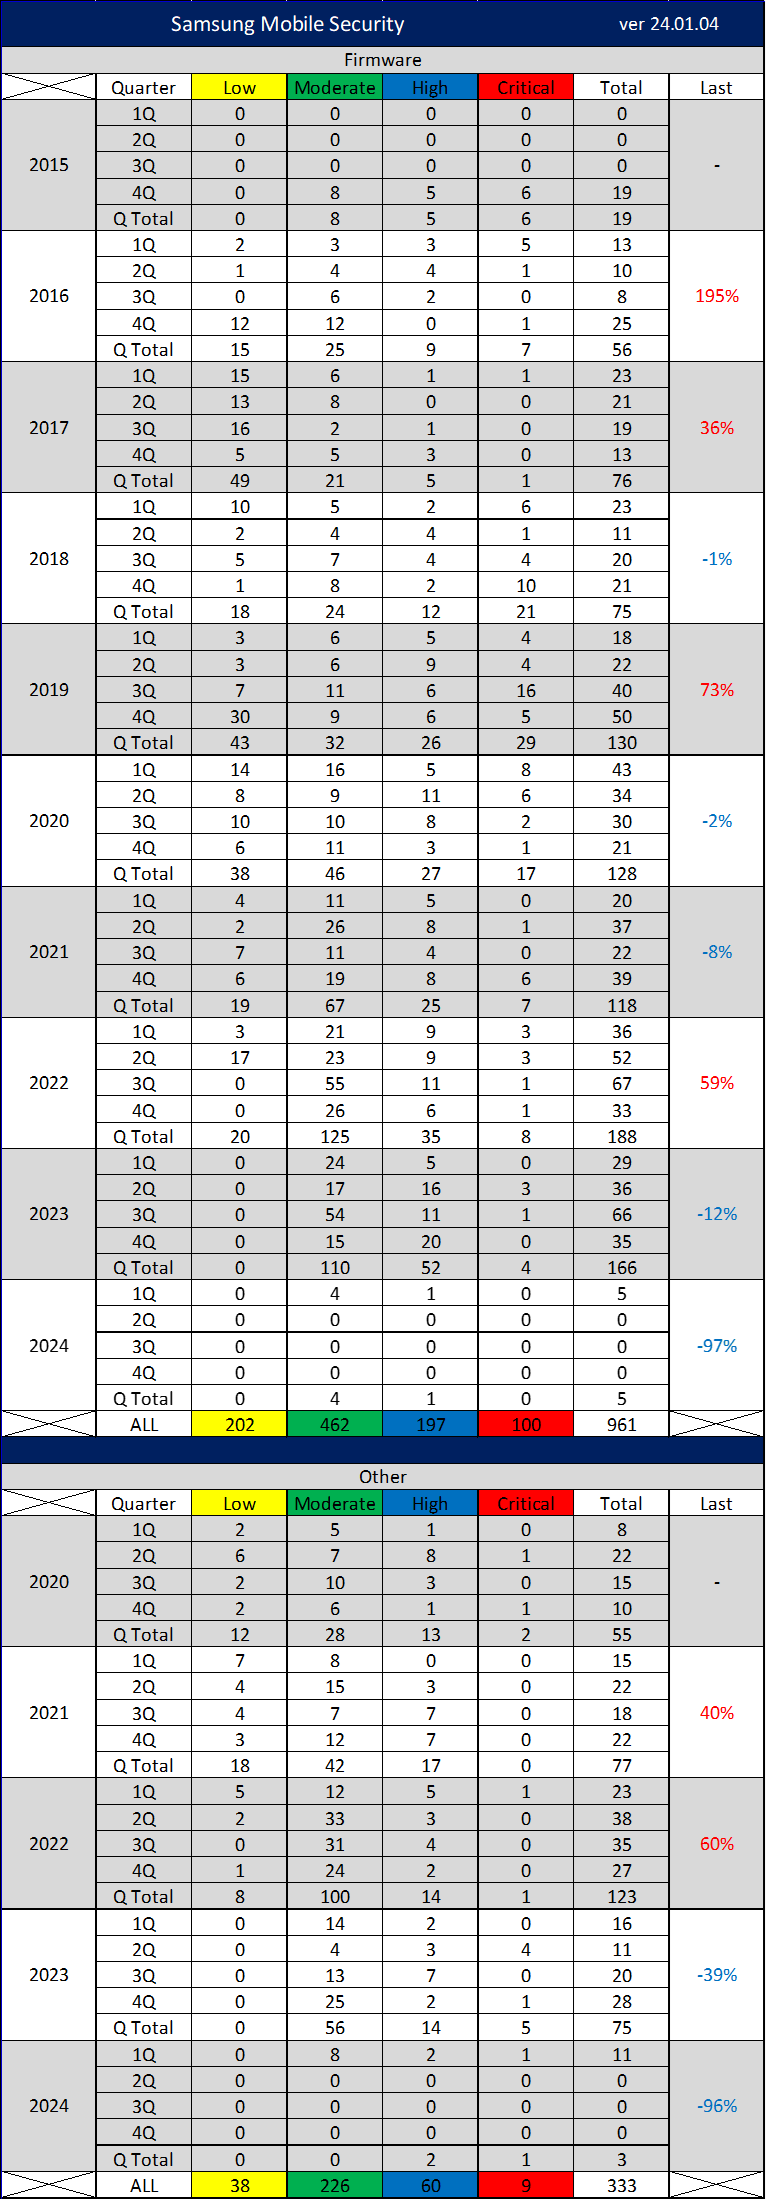 Samsung Mobile Security ver 24.01.04
Firmware
Quarter Low Moderate High Critical Total Last
1Q 0 0 0 0 0
2Q 0 0 0 0 0
2015 3Q 0 0 0 0 0 -
4Q 0 8 5 6 19
Q Total 0 8 5 6 19
1Q 2 3 3 5 13
2Q 1 4 4 1 10
2016 3Q 0 6 2 0 8 195%
4Q 12 12 0 1 25
Q Total 15 25 9 7 56
1Q 15 6 1 1 23
2Q 13 8 0 0 21
2017 3Q 16 2 1 0 19 36%
4Q 5 5 3 0 13
Q Total 49 21 5 1 76
1Q 10 5 2 6 23
2Q 2 4 4 1 11
2018 3Q 5 7 4 4 20 -1%
4Q 1 8 2 10 21
Q Total 18 24 12 21 75
1Q 3 6 5 4 18
2Q 3 6 9 4 22
2019 3Q 7 11 6 16 40 73%
4Q 30 9 6 5 50
Q Total 43 32 26 29 130
1Q 14 16 5 8 43
2Q 8 9 11 6 34
2020 3Q 10 10 8 2 30 -2%
4Q 6 11 3 1 21
Q Total 38 46 27 17 128
1Q 4 11 5 0 20
2Q 2 26 8 1 37
2021 3Q 7 11 4 0 22 -8%
4Q 6 19 8 6 39
Q Total 19 67 25 7 118
1Q 3 21 9 3 36
2Q 17 23 9 3 52
2022 3Q 0 55 11 1 67 59%
4Q 0 26 6 1 33
Q Total 20 125 35 8 188
1Q 0 24 5 0 29
2Q 0 17 16 3 36
2023 3Q 0 54 11 1 66 -12%
4Q 0 15 20 0 35
Q Total 0 110 52 4 166
1Q 0 4 1 0 5
2Q 0 0 0 0 0
2024 3Q 0 0 0 0 0 -97%
4Q 0 0 0 0 0
Q Total 0 4 1 0 5
ALL 202 462 197 100 961
Other
Quarter Low Moderate High Critical Total Last
1Q 2 5 1 0 8
2Q 6 7 8 1 22
2020 3Q 2 10 3 0 15 -
4Q 2 6 1 1 10
Q Total 12 28 13 2 55
1Q 7 8 0 0 15
2Q 4 15 3 0 22
2021 3Q 4 7 7 0 18 40%
4Q 3 12 7 0 22
Q Total 18 42 17 0 77
1Q 5 12 5 1 23
2Q 2 33 3 0 38
2022 3Q 0 31 4 0 35 60%
4Q 1 24 2 0 27
Q Total 8 100 14 1 123
1Q 0 14 2 0 16
2Q 0 4 3 4 11
2023 3Q 0 13 7 0 20 -39%
4Q 0 25 2 1 28
Q Total 0 56 14 5 75
1Q 0 8 2 1 11
2Q 0 0 0 0 0
2024 3Q 0 0 0 0 0 -96%
4Q 0 0 0 0 0
Q Total 0 0 2 1 3
ALL 38 226 60 9 333